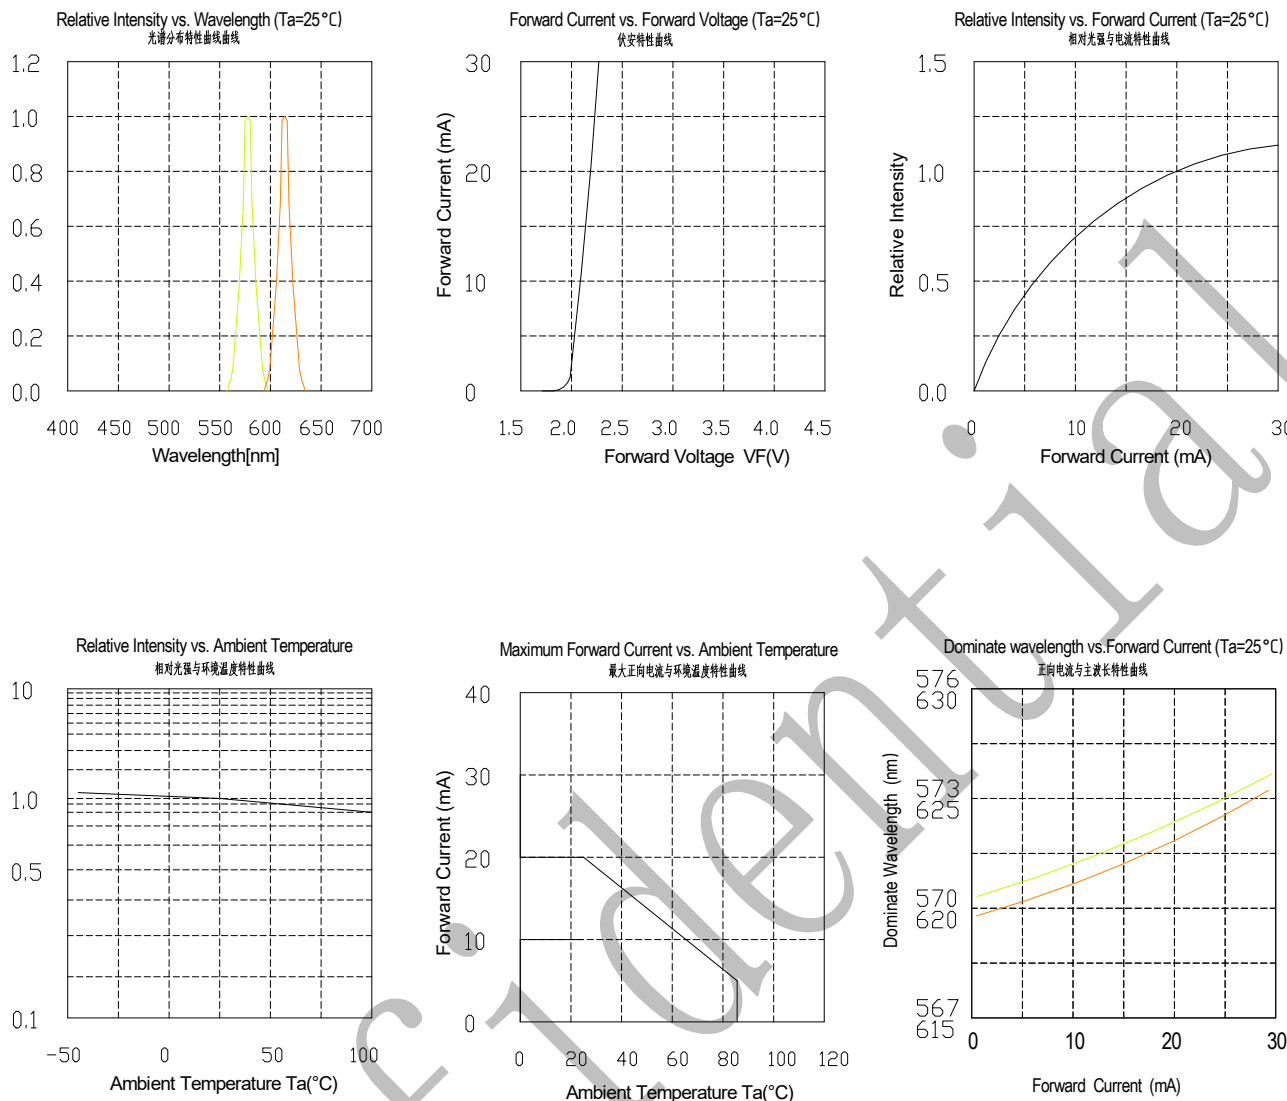 Relative Intensity vs. Wavelength (Ta=25°C)
光谱分布特性曲线曲线
1.2
1.0
0.8
0.6
0.4
0.2
0.0
400 450 500 550 600 650 700
Wavelength[nm]
Forward Current vs. Forward Voltage (Ta=25°C)
伏安特性曲线
Forward Current (mA)
30
20
10
0
1.5 2.0 2.5 3.0 3.5 4.0 4.5
Forward Voltage VF(V)
Relative Intensity vs. Forward Current (Ta=25°C)
相对光强与电流特性曲线
Relative Intensity
1.5
1.0
0.5
0.0
0 10 20 30
Forward Current (mA)
Relative Intensity vs. Ambient Temperature
相对光强与环境温度特性曲线
10
1.0
0.5
0.1
-50 0 50 100
Ambient Temperature Ta(°C)
Maximum Forward Current vs. Ambient Temperature
最大正向电流与环境温度特性曲线
Forward Current (mA)
40
30
20
10
0
0 20 40 60 80 100 120
Ambient Temperature Ta(°C)
Dominate wavelength vs.Forward Current (Ta=25°C)
正向电流与主波长特性曲线
Dominate Wavelength (nm)
576
630
573
625
570
620
567
615
0 10 20 30
Forward Current (mA)
fidential